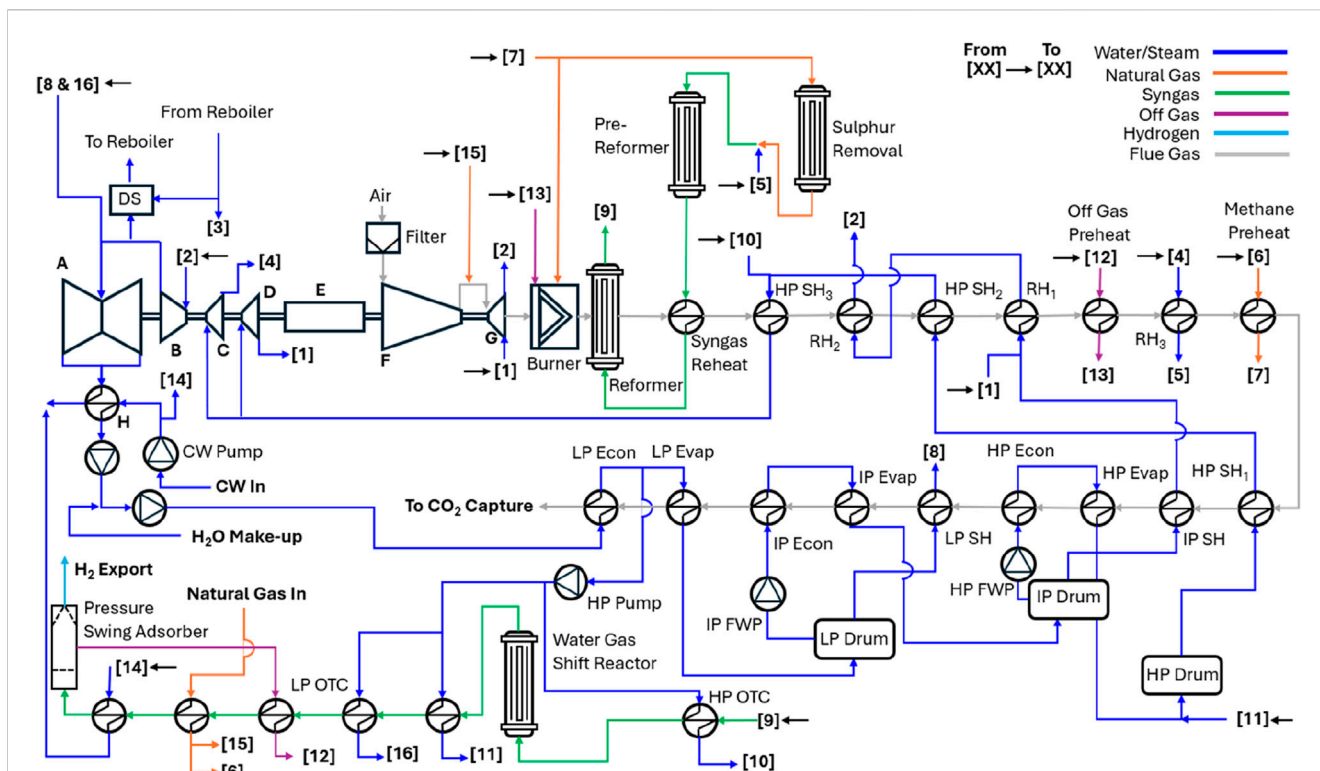 From To
[XX] [XX]
Water/Steam
Natural Gas
Syngas
Off Gas
Hydrogen
Flue Gas
[8 & 16]
From Reboiler
To Reboiler
DS
[3]
[7]
[15]
[13]
Air
Filter
[9]
Pre-
Reformer
Sulphur
Removal
[5]
[10]
[2]
Off Gas
Preheat
[12]
[4]
Methane
Preheat
[6]
A
[2]
[4]
B
C
D
[1]
E
F
[2]
G
[1]
Burner
Reformer
Syngas
Reheat
HP SH3
RH2
HP SH2
RH1
[1]
[13]
RH3
[5]
[7]
[14]
H
CW Pump
CW In
H2O Make-up
To CO2 Capture
LP Econ
LP Evap
IP Econ
IP Evap
[8]
LP SH
HP Econ
HP Evap
IP SH
HP SH1
HP FWP
IP Drum
IP FWP
LP Drum
HP Drum
[11]
H2 Export
Pressure
Swing Adsorber
Natural Gas In
HP Pump
Water Gas
Shift Reactor
[14]
LP OTC
HP OTC
[9]
[15]
[6]
[12]
[16]
[11]
[10]